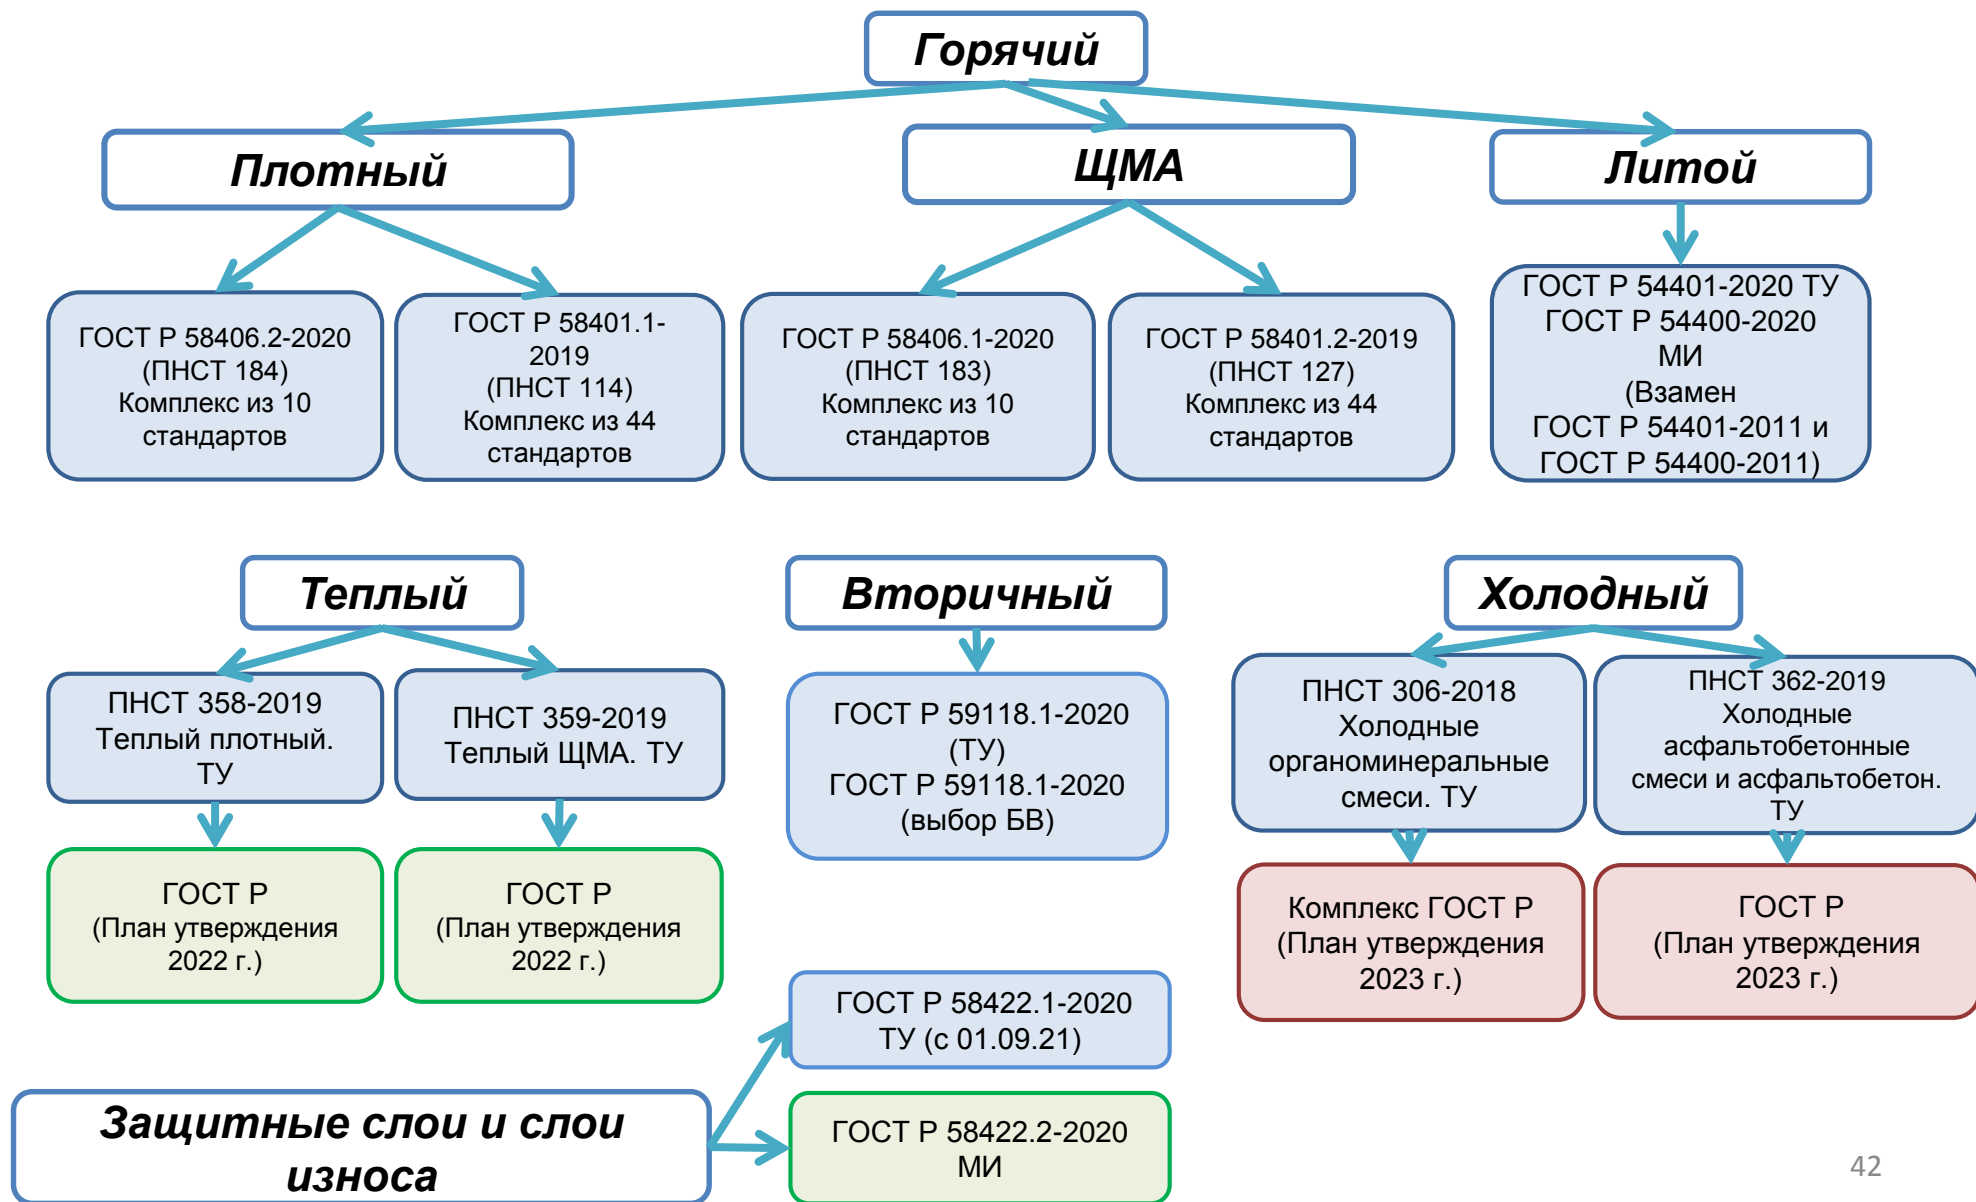 Горячий
Плотный
ЩМА
Литой
ГОСТ Р 58406.2-2020
(ПНСТ 184)
Комплекс из 10
стандартов
ГОСТ Р 58401.1-
2019
(ПНСТ 114)
Комплекс из 44
стандартов
ГОСТ Р 58406.1-2020
(ПНСТ 183)
Комплекс из 10
стандартов
ГОСТ Р 58401.2-2019
(ПНСТ 127)
Комплекс из 44
стандартов
ГОСТ Р 54401-2020 ТУ
ГОСТ Р 54400-2020
МИ
(Взамен
ГОСТ Р 54401-2011 и
ГОСТ Р 54400-2011)
Теплый
Вторичный
Холодный
ПНСТ 358-2019
Теплый плотный.
ТУ
ПНСТ 359-2019
Теплый ЩМА. ТУ
ГОСТ Р 59118.1-2020
(ТУ)
ГОСТ Р 59118.1-2020
(выбор БВ)
ПНСТ 306-2018
Холодные
органоминеральные
смеси. ТУ
ПНСТ 362-2019
Холодные
асфальтобетонные
смеси и асфальтобетон.
ТУ
ГОСТ Р
(План утверждения
2022 г.)
ГОСТ Р
(План утверждения
2022 г.)
Комплекс ГОСТ Р
(План утверждения
2023 г.)
ГОСТ Р
(План утверждения
2023 г.)
ГОСТ Р 58422.1-2020
ТУ (с 01.09.21)
Защитные слои и слои
износа
ГОСТ Р 58422.2-2020
МИ
42